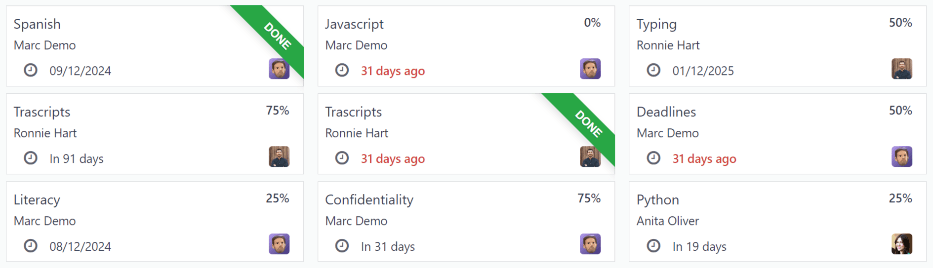 Spanish
DONE
Marc Demo
09/12/2024
Javascript 0%
Marc Demo
31 days ago
Typing 50%
Ronnie Hart
01/12/2025
Trascripts 75%
Ronnie Hart
In 91 days
Trascripts
DONE
Ronnie Hart
31 days ago
Deadlines 50%
Marc Demo
31 days ago
Literacy 25%
Marc Demo
08/12/2024
Confidentiality 75%
Marc Demo
In 31 days
Python 25%
Anita Oliver
In 19 days